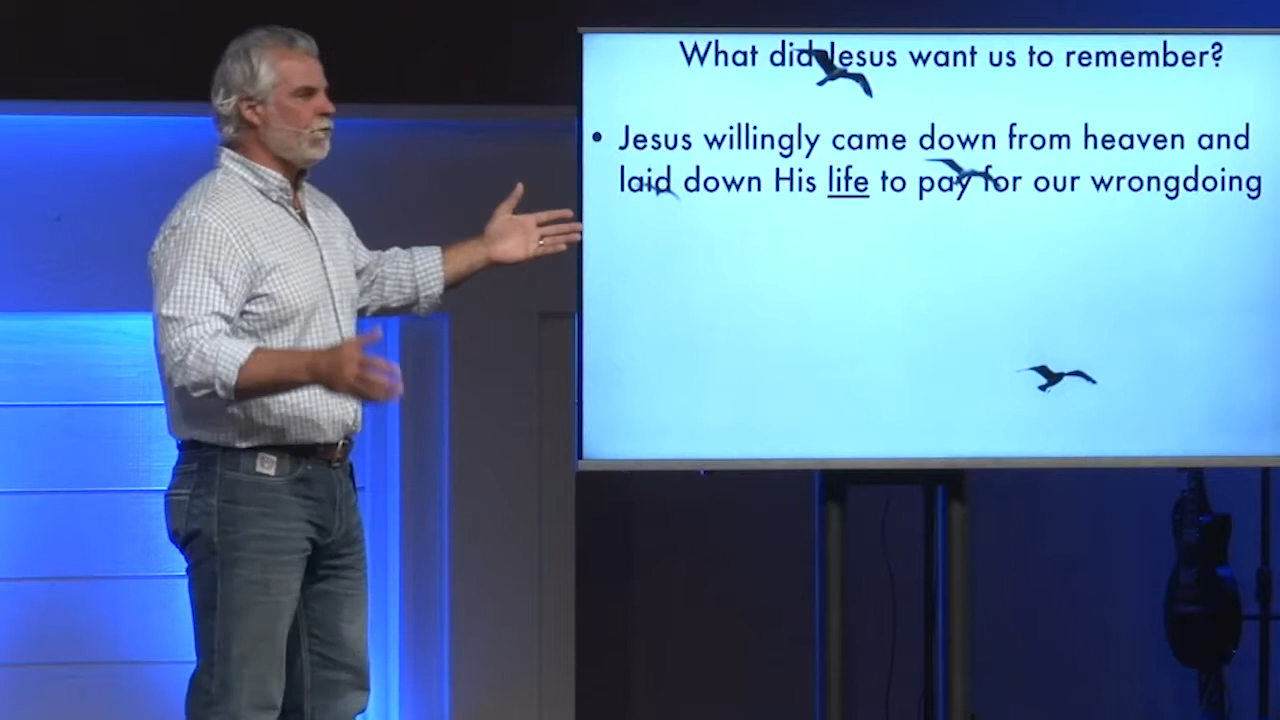 What did Jesus want us to remember?
• Jesus willingly came down from heaven and
laid down His life to pay for our wrongdoing